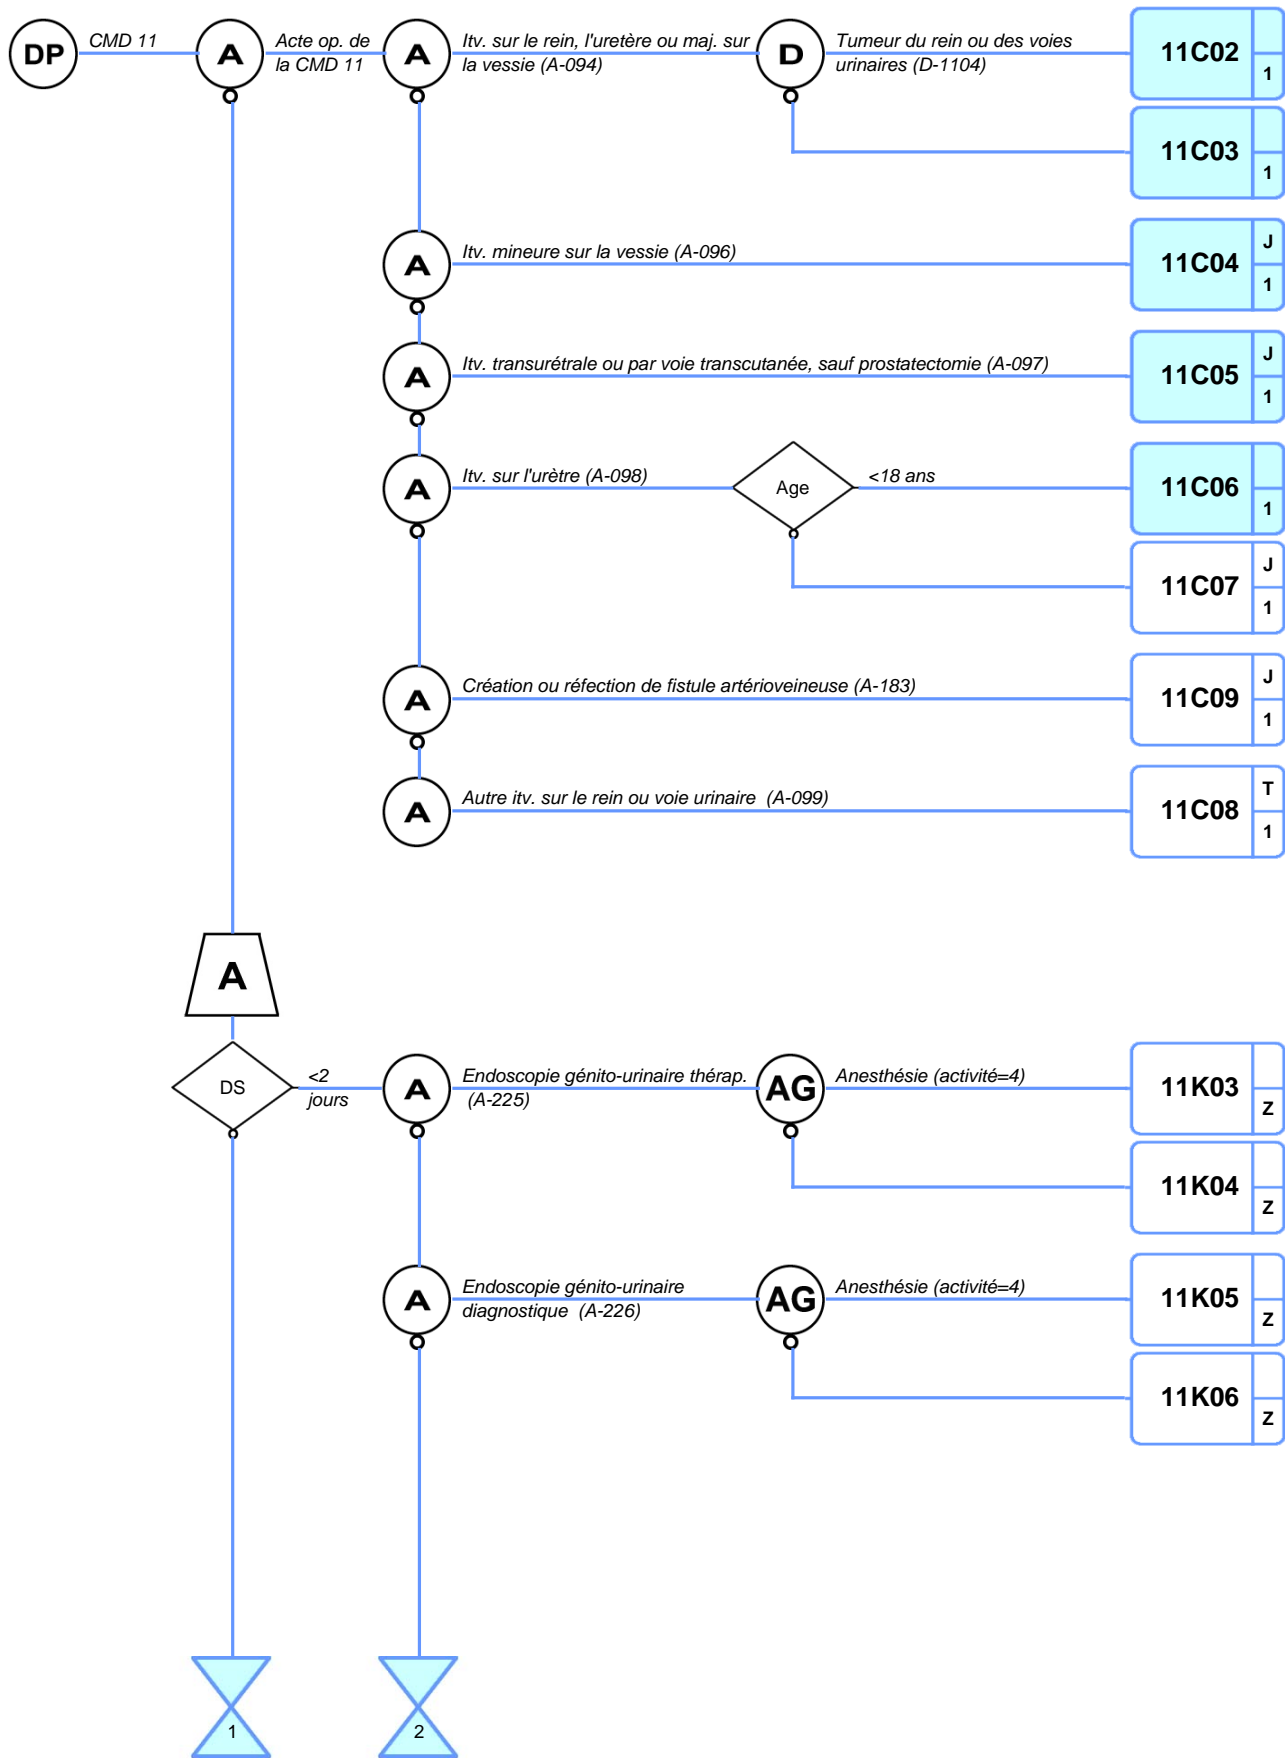 DP
CMD 11
A
Acte op. de
la CMD 11
A
Itv. sur le rein, l'uretère ou maj. sur
la vessie (A-094)
D
Tumeur du rein ou des voies
urinaires (D-1104)
11C02
1
11C03
1
A
Itv. mineure sur la vessie (A-096)
11C04
J
1
A
Itv. transurétrale ou par voie transcutanée, sauf prostatectomie (A-097)
11C05
J
1
A
Itv. sur l'urètre (A-098)
Age
<18 ans
11C06
1
11C07
J
1
A
Création ou réfection de fistule artérioveineuse (A-183)
11C09
J
1
A
Autre itv. sur le rein ou voie urinaire (A-099)
11C08
T
1
A
DS
<2
jours
A
Endoscopie génito-urinaire thérap.
(A-225)
AG
Anesthésie (activité=4)
11K03
Z
11K04
Z
A
Endoscopie génito-urinaire
diagnostique (A-226)
AG
Anesthésie (activité=4)
11K05
Z
11K06
Z
1
2